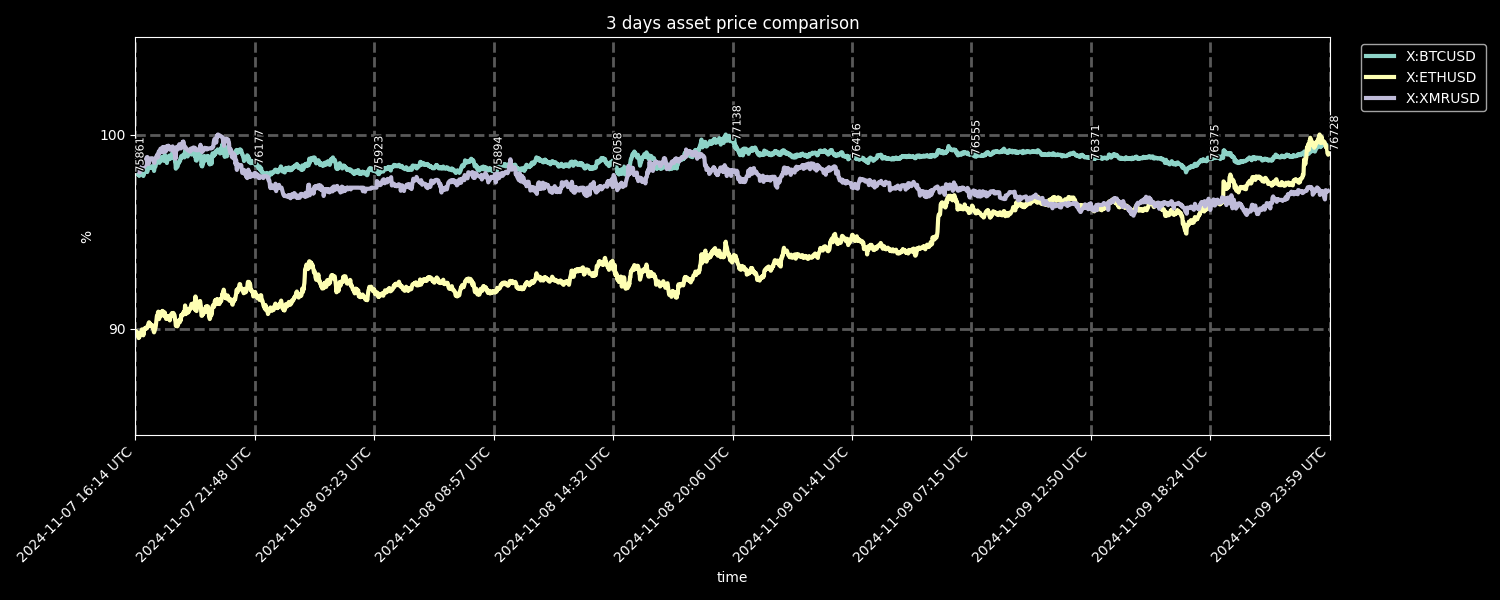 3 days asset price comparison
X:BTCUSD
X:ETHUSD
X:XMRUSD
%
100
90
75861
76177
75923
75894
76058
77138
76416
76555
76371
76375
76728
2024-11-07 16:14 UTC
2024-11-07 21:48 UTC
2024-11-08 03:23 UTC
2024-11-08 08:57 UTC
2024-11-08 14:32 UTC
2024-11-08 20:06 UTC
2024-11-09 01:41 UTC
2024-11-09 07:15 UTC
2024-11-09 12:50 UTC
2024-11-09 18:24 UTC
2024-11-09 23:59 UTC
time